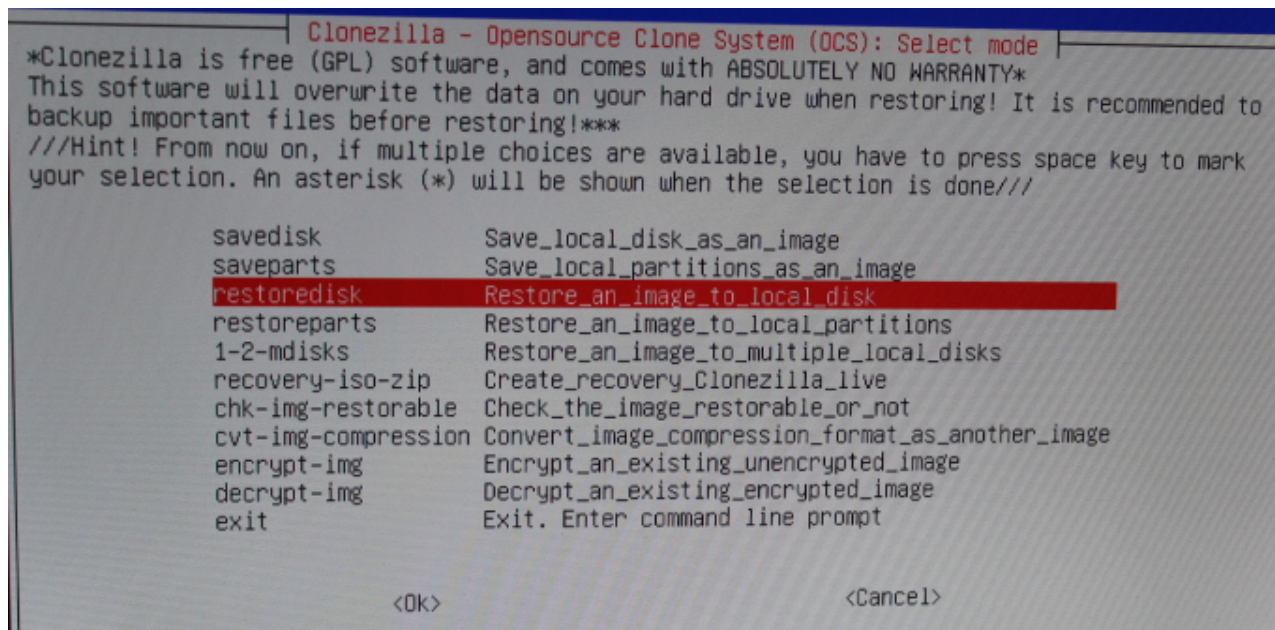 Clonezilla - Opensource Clone System (OCS): Select mode
*Clonezilla is free (GPL) software, and comes with ABSOLUTELY NO WARRANTY*
This software will overwrite the data on your hard drive when restoring! It is recommended to
backup important files before restoring!***
///Hint! From now on, if multiple choices are available, you have to press space key to mark
your selection. An asterisk (*) will be shown when the selection is done///
savedisk Save_local_disk_as_an_image
saveparts Save_local_partitions_as_an_image
restoredisk Restore_an_image_to_local_disk
restoreparts Restore_an_image_to_local_partitions
1-2-mdisks Restore_an_image_to_multiple_local_disks
recovery-iso-zip Create_recovery_Clonezilla_live
chk-img-restorable Check_the_image_restorable_or_not
cvt-img-compression Convert_image_compression_format_as_another_image
encrypt-img Encrypt_an_existing_unencrypted_image
decrypt-img Decrypt_an_existing_encrypted_image
exit Exit. Enter command line prompt
<Ok> <Cancel>